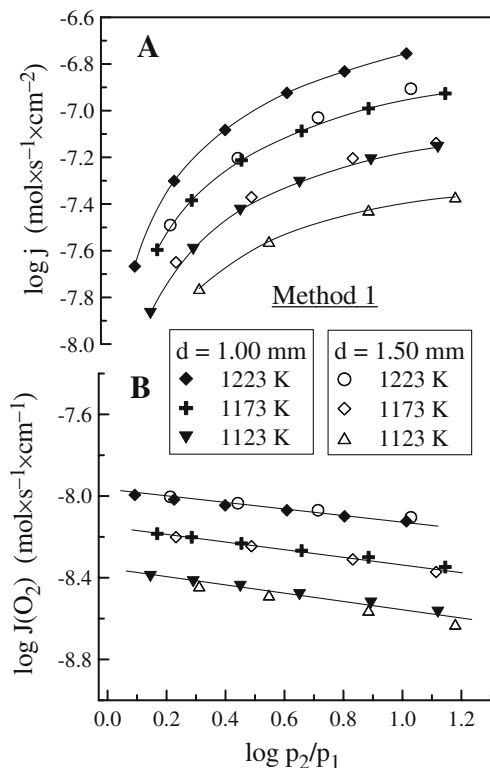 A
log j (mol×s⁻¹×cm⁻²)
-6.6
-6.8
-7.0
-7.2
-7.4
-7.6
-7.8
-8.0
Method 1
d = 1.00 mm
1223 K
1173 K
1123 K
d = 1.50 mm
1223 K
1173 K
1123 K
B
log J(O₂) (mol×s⁻¹×cm⁻¹)
-7.6
-8.0
-8.4
-8.8
0.0 0.2 0.4 0.6 0.8 1.0 1.2
log p₂/p₁